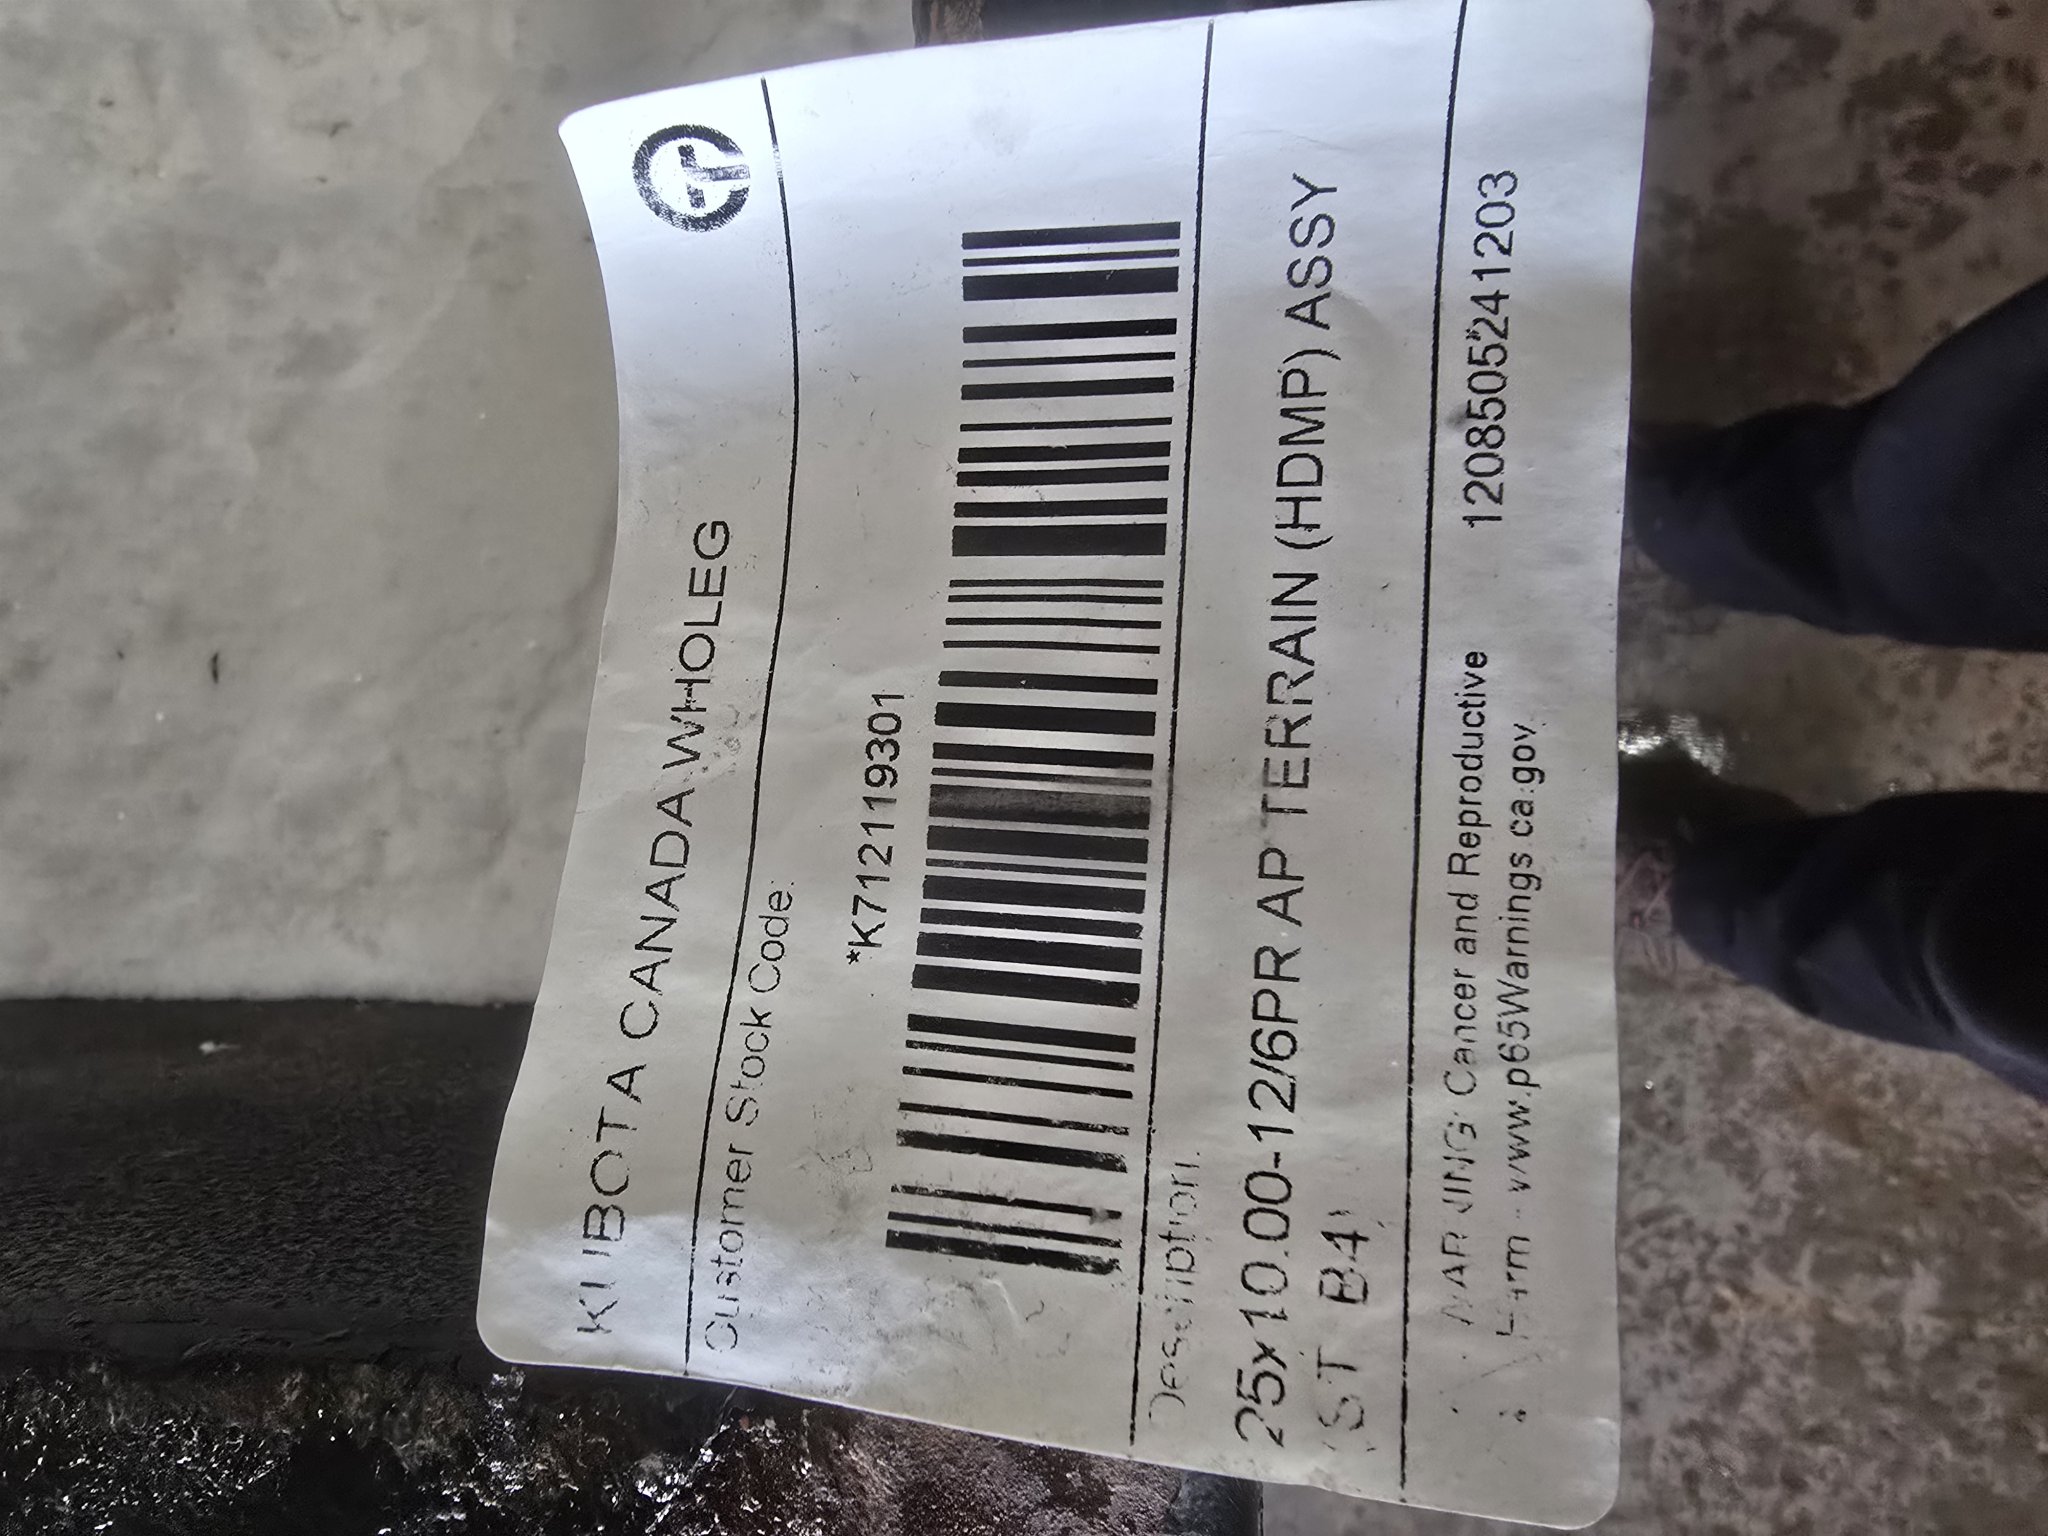 KUBOTA CANADA WHOLEG
Customer Stock Code:
*K712119301
Description:
25x10.00-12/6PR AP TERRAIN (HDMP) ASSY
ST B4
WARNING: Cancer and Reproductive
Harm - www.p65Warnings.ca.gov
1208505241203